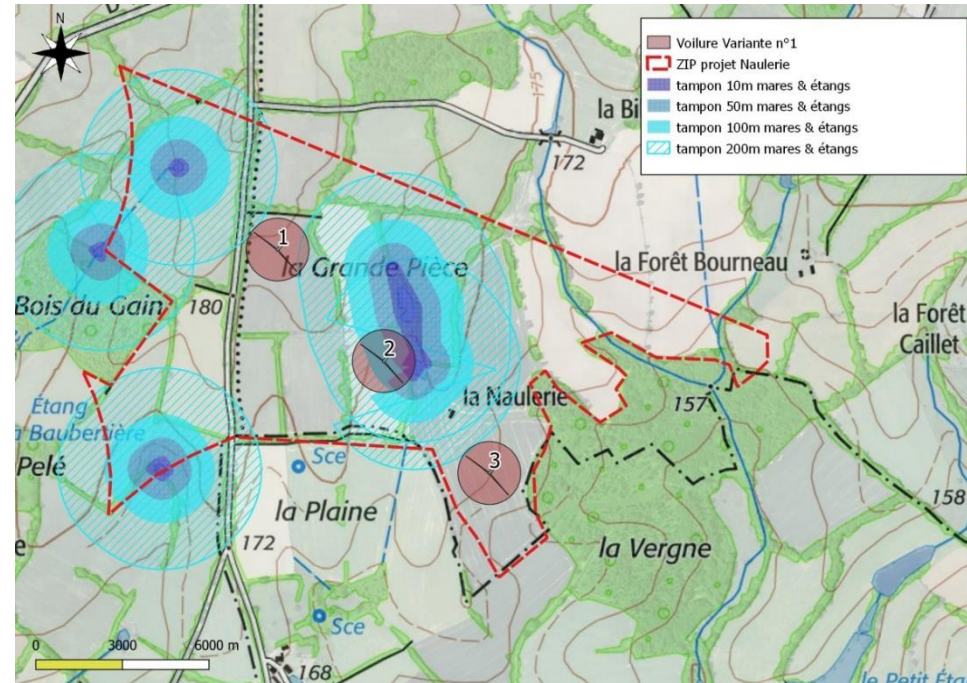 N
Voilure Variante n°1
ZIP projet Naulerie
tampon 10m mares & étangs
tampon 50m mares & étangs
tampon 100m mares & étangs
tampon 200m mares & étangs
175
la Bi
172
1
la Grande Pièce
la Forêt Bourneau
Bois du Gain
180
la Forêt
Caillet
2
la Naulerie
157
Étang
Baubertière
Pelé
Sce
3
la Plaine
158
172
la Vergne
Sce
0
3000
6000 m
168
le Petit Éta